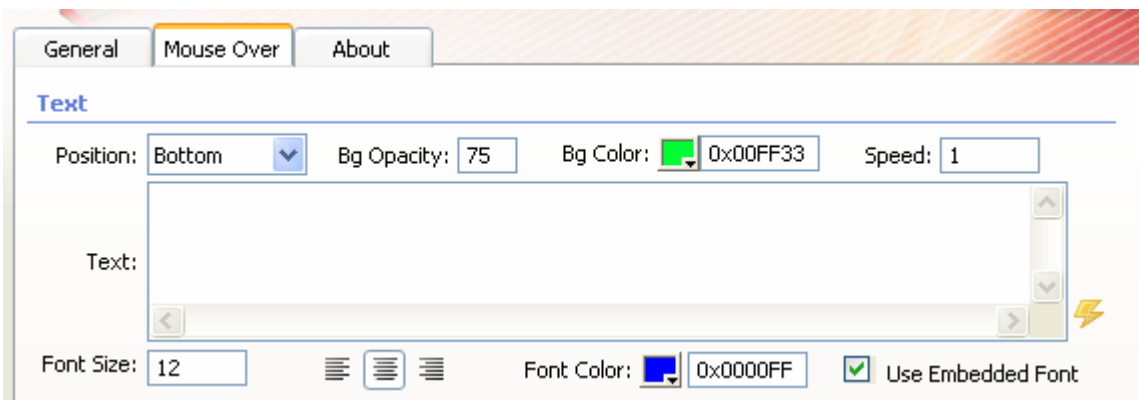 General Mouse Over About
Text
Position: Bottom Bg Opacity: 75 Bg Color: 0x00FF33 Speed: 1
Text:
Font Size: 12 Font Color: 0x0000FF Use Embedded Font